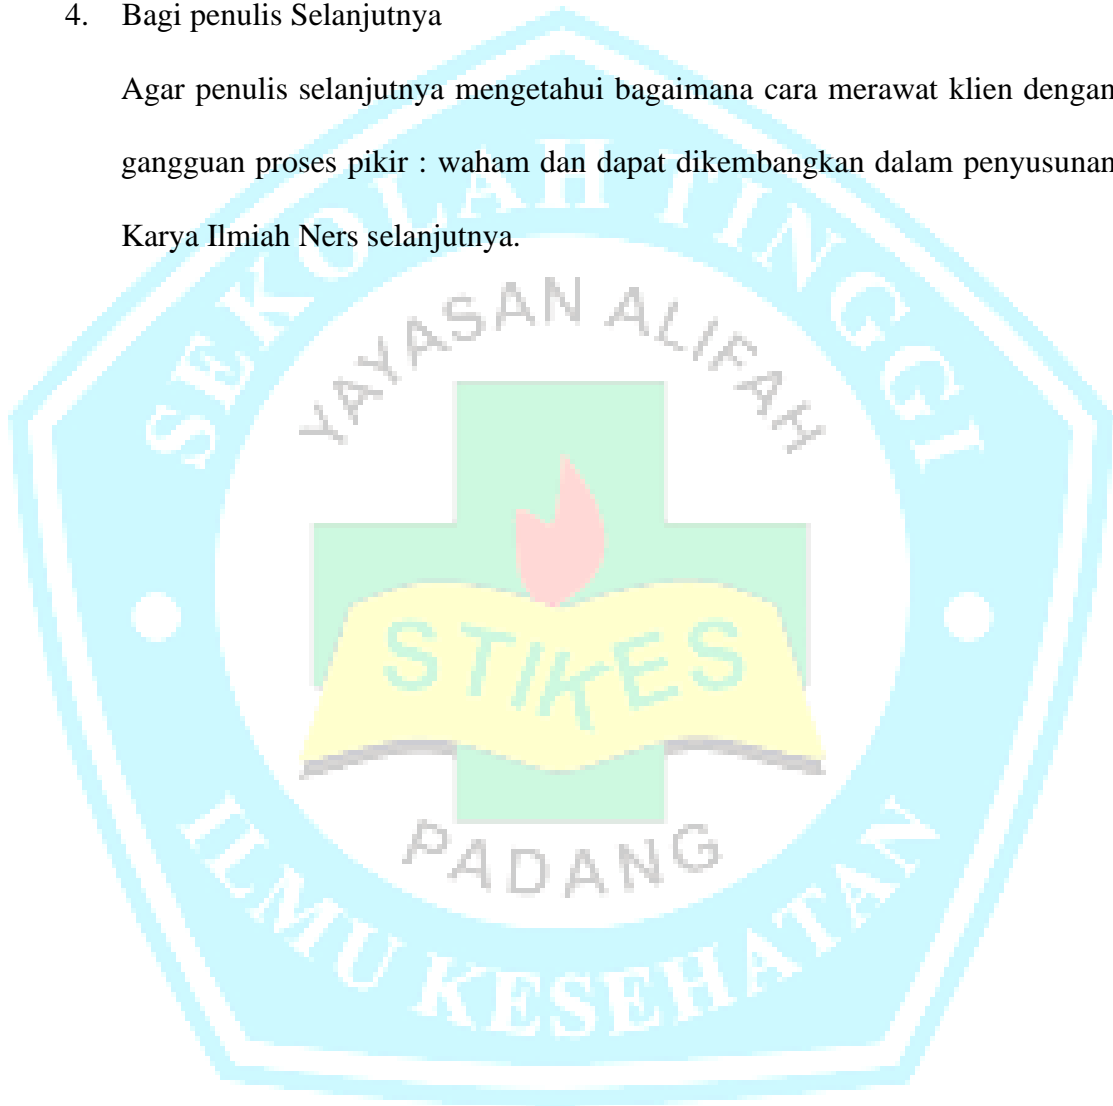 4. Bagi penulis Selanjutnya
Agar penulis selanjutnya mengetahui bagaimana cara merawat klien dengan
gangguan proses pikir : waham dan dapat dikembangkan dalam penyusunan
Karya Ilmiah Ners selanjutnya.
SEKOLAH TINGGI
YAYASAN ALIFAH
STIKES
PADANG
ILMU KESEHATAN